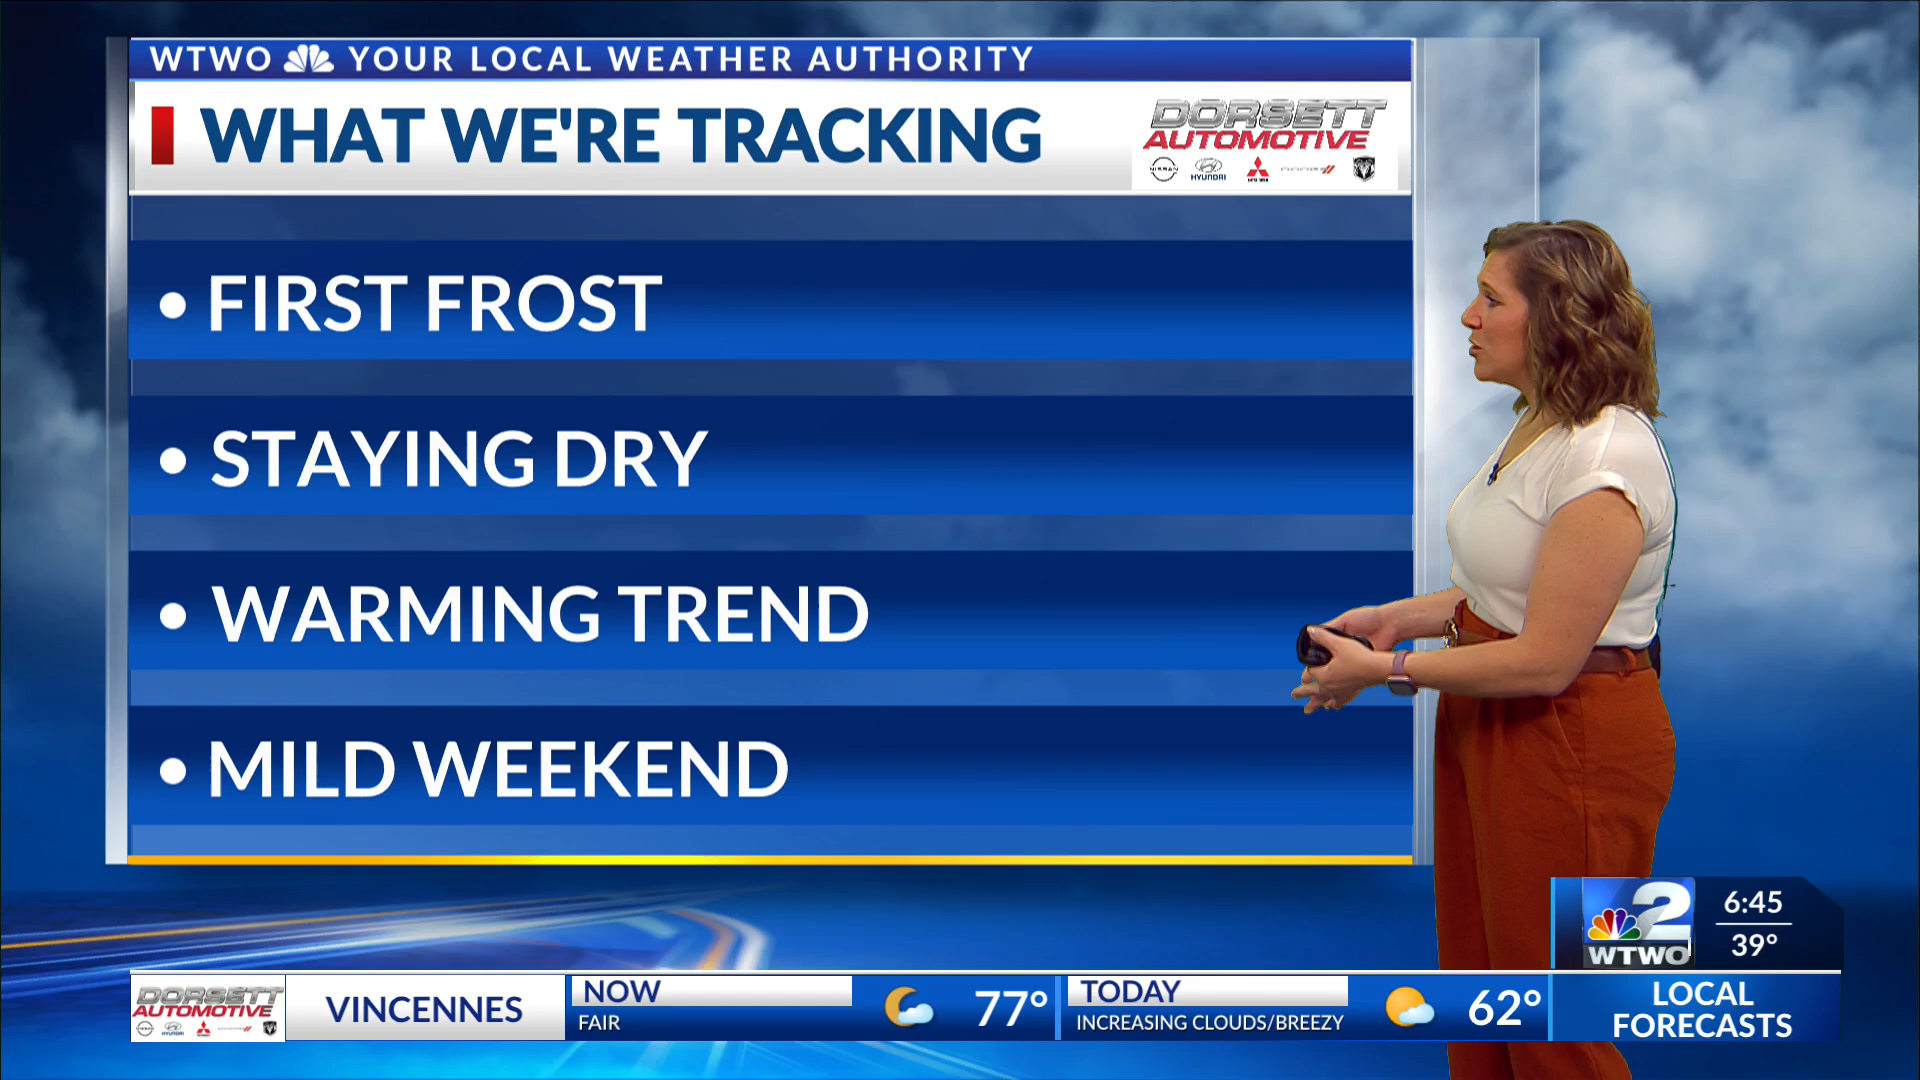 WTWO YOUR LOCAL WEATHER AUTHORITY
WHAT WE'RE TRACKING
DORSETT
AUTOMOTIVE
NISSAN HYUNDAI DODGE
• FIRST FROST
• STAYING DRY
• WARMING TREND
• MILD WEEKEND
2
WTWO
6:45
39°
DORSETT
AUTOMOTIVE
VINCENNES
NOW
FAIR
77°
TODAY
INCREASING CLOUDS/BREEZY
62°
LOCAL
FORECASTS